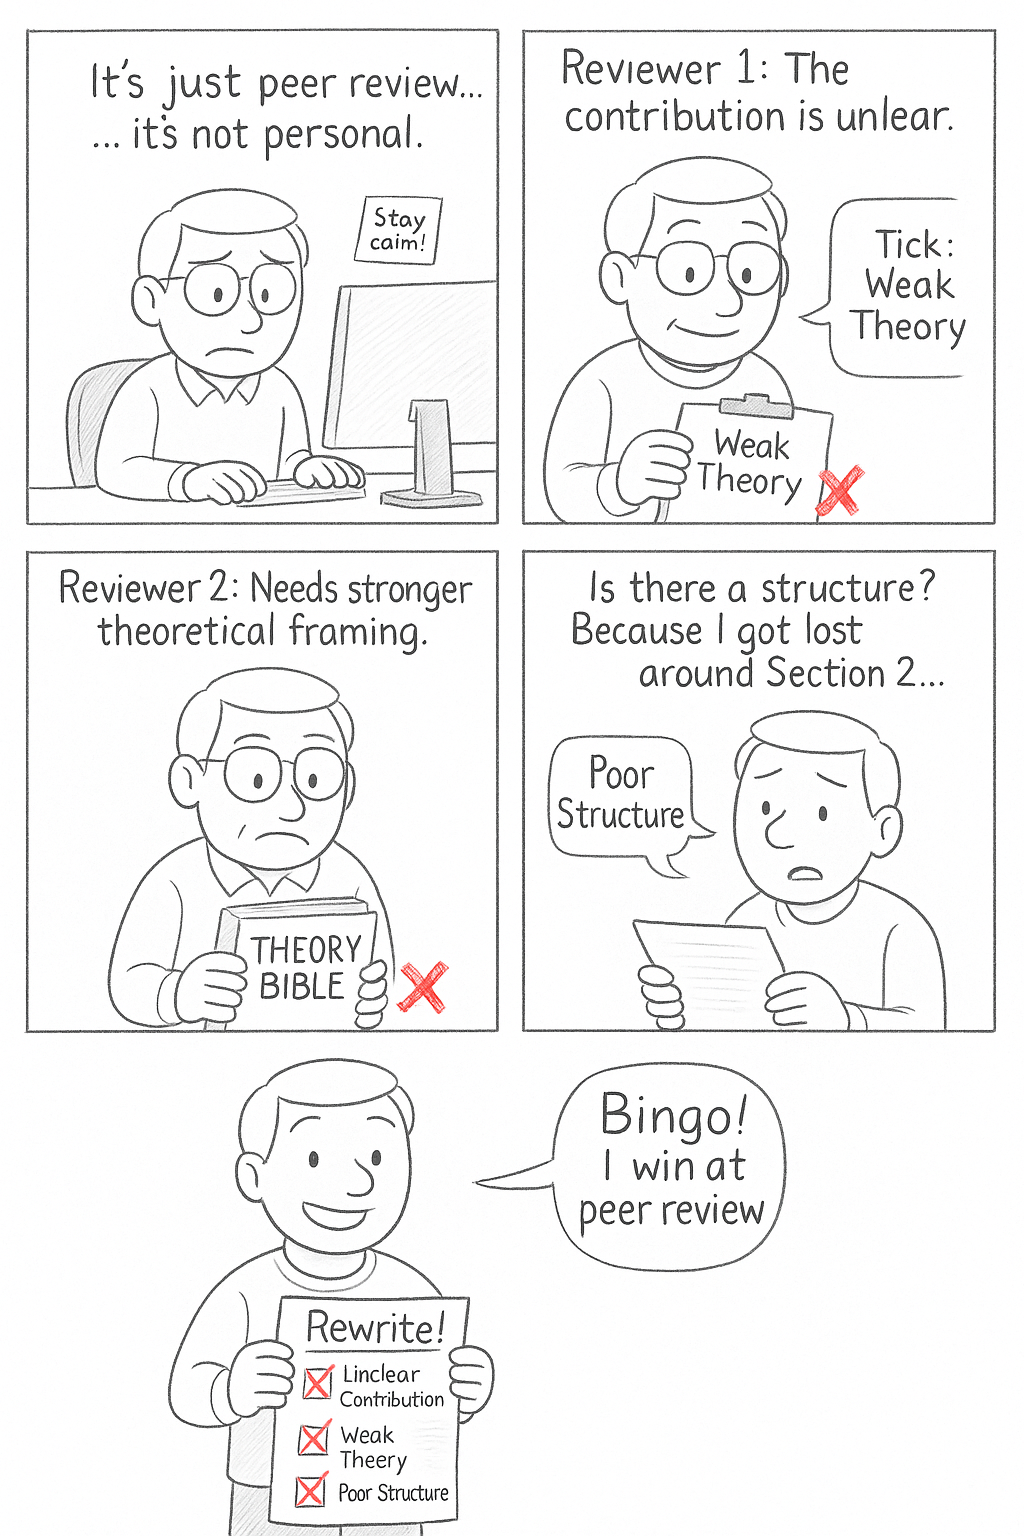 It's just peer review...
... it's not personal.
Stay
caim!
Reviewer 1: The
contribution is unlear.
Tick:
Weak
Theory
Weak
Theory
Reviewer 2: Needs stronger
theoretical framing.
THEORY
BIBLE
Is there a structure?
Because I got lost
around Section 2...
Poor
Structure
Bingo!
I win at
peer review
Rewrite!
Linclear
Contribution
Weak
Theery
Poor Structure